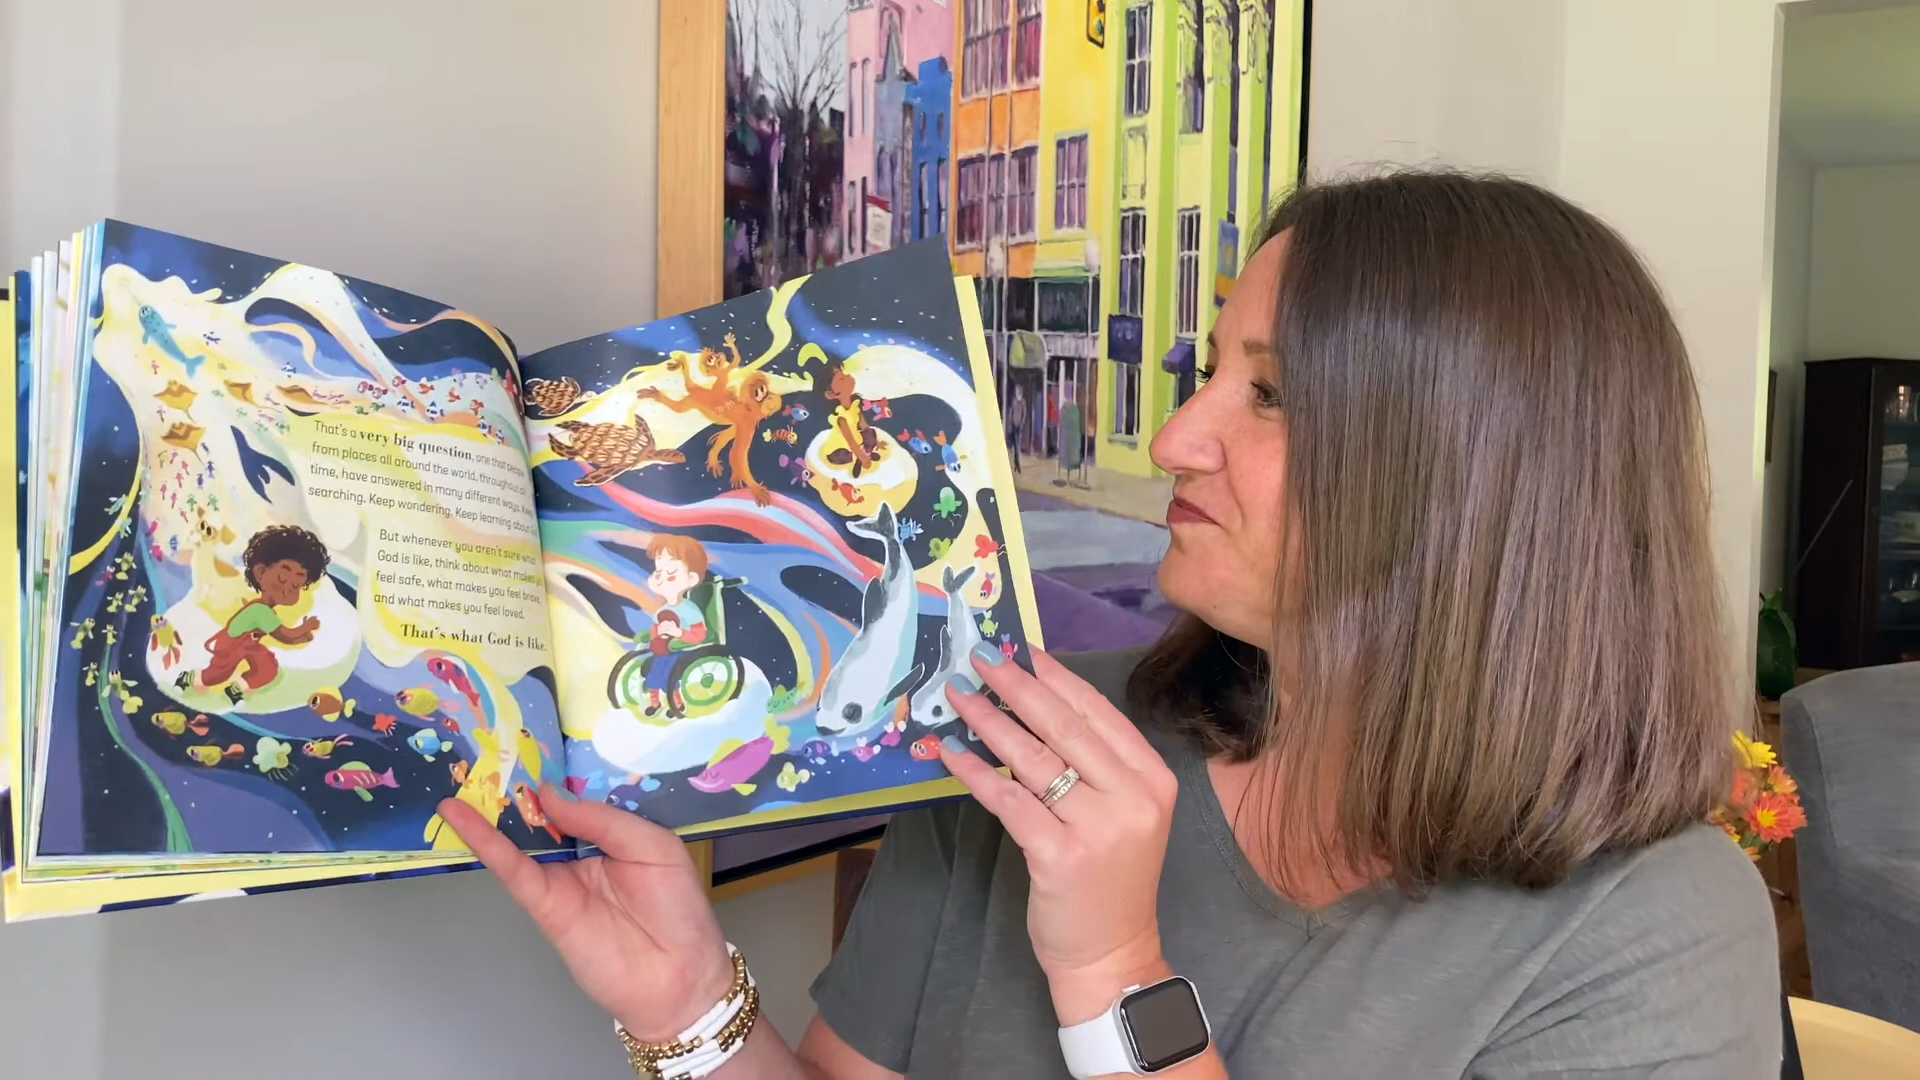 That's a very big question, one that people
from places all around the world, throughout
time, have answered in many different ways. Keep
searching. Keep wondering. Keep learning about
But whenever you aren't sure what
God is like, think about what makes
feel safe, what makes you feel brave,
and what makes you feel loved.
That's what God is like.